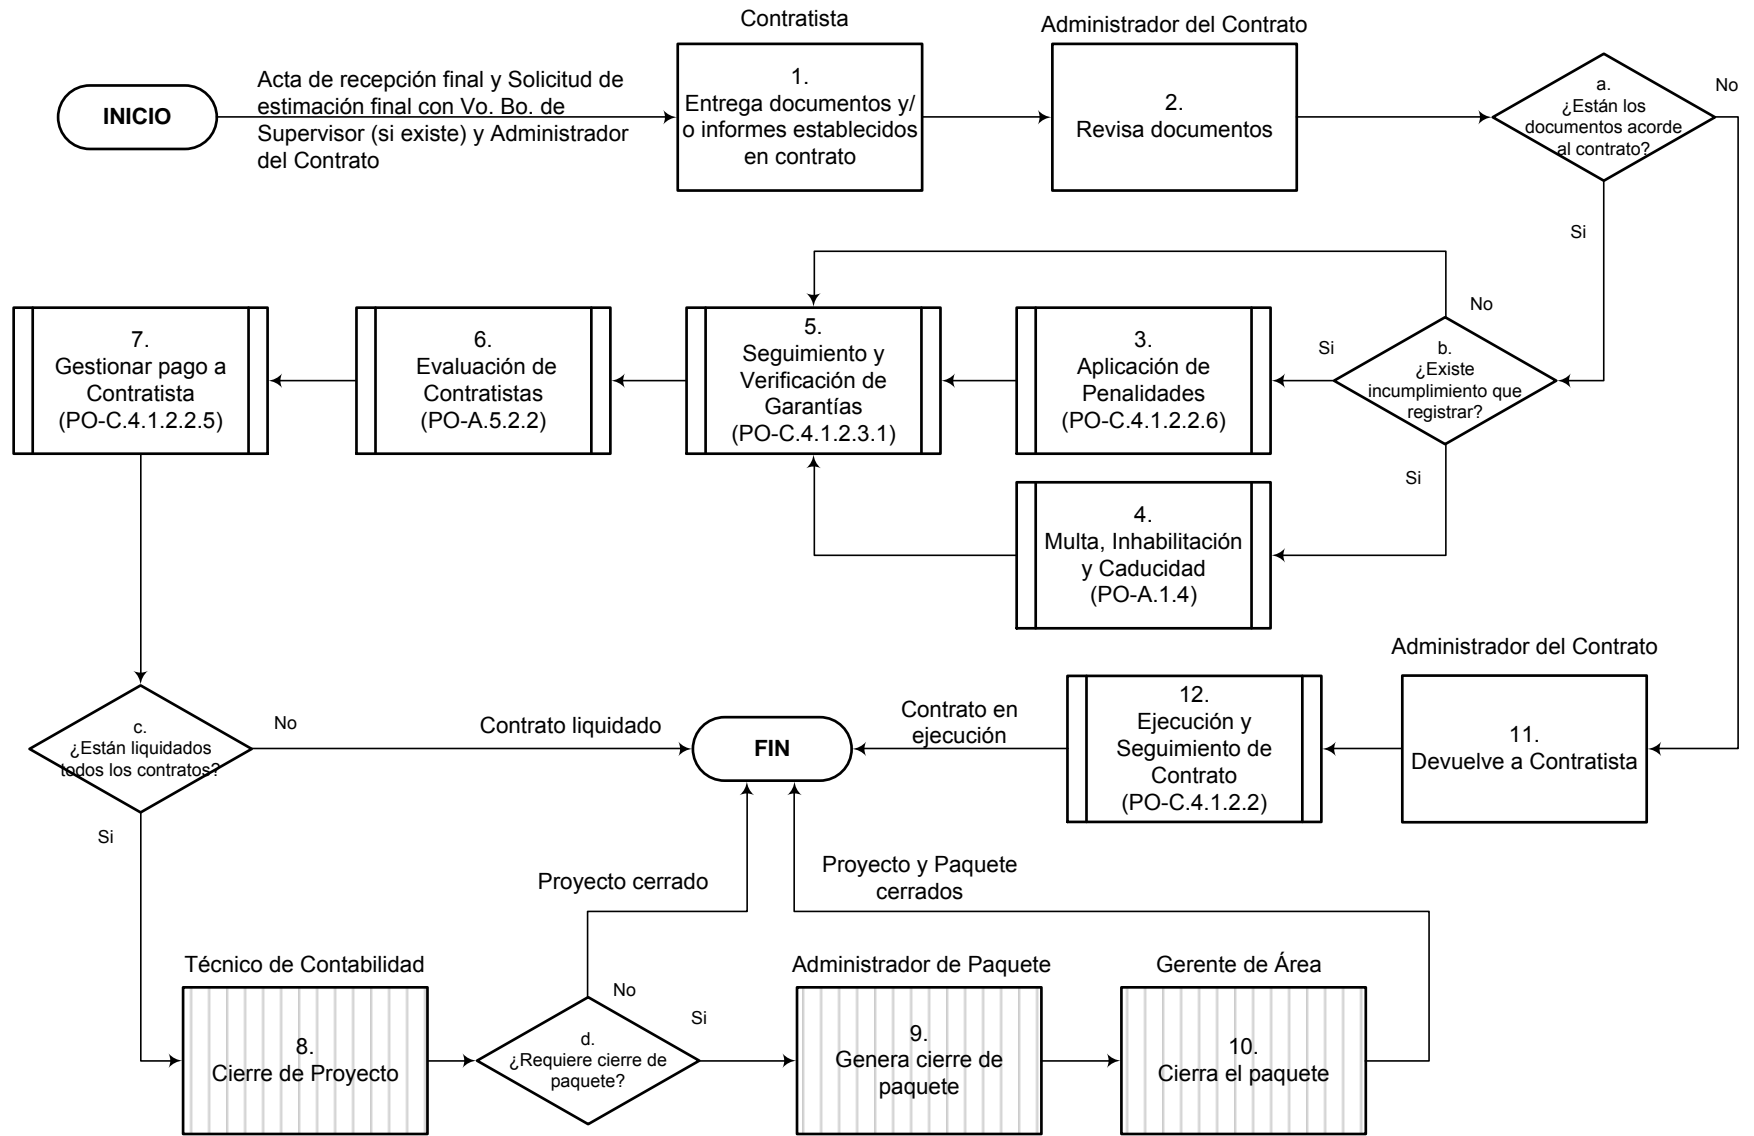 INICIO
Acta de recepción final y Solicitud de
estimación final con Vo. Bo. de
Supervisor (si existe) y Administrador
del Contrato
Contratista
1.
Entrega documentos y/
o informes establecidos
en contrato
Administrador del Contrato
2.
Revisa documentos
a.
¿Están los
documentos acorde
al contrato?
No
Si
b.
¿Existe
incumplimiento que
registrar?
No
Si
Si
3.
Aplicación de
Penalidades
(PO-C.4.1.2.2.6)
4.
Multa, Inhabilitación
y Caducidad
(PO-A.1.4)
5.
Seguimiento y
Verificación de
Garantías
(PO-C.4.1.2.3.1)
6.
Evaluación de
Contratistas
(PO-A.5.2.2)
7.
Gestionar pago a
Contratista
(PO-C.4.1.2.2.5)
c.
¿Están liquidados
todos los contratos?
No
Contrato liquidado
Si
FIN
Contrato en
ejecución
12.
Ejecución y
Seguimiento de
Contrato
(PO-C.4.1.2.2)
Administrador del Contrato
11.
Devuelve a Contratista
Proyecto cerrado
Proyecto y Paquete
cerrados
Técnico de Contabilidad
8.
Cierre de Proyecto
d.
¿Requiere cierre de
paquete?
No
Si
Administrador de Paquete
9.
Genera cierre de
paquete
Gerente de Área
10.
Cierra el paquete